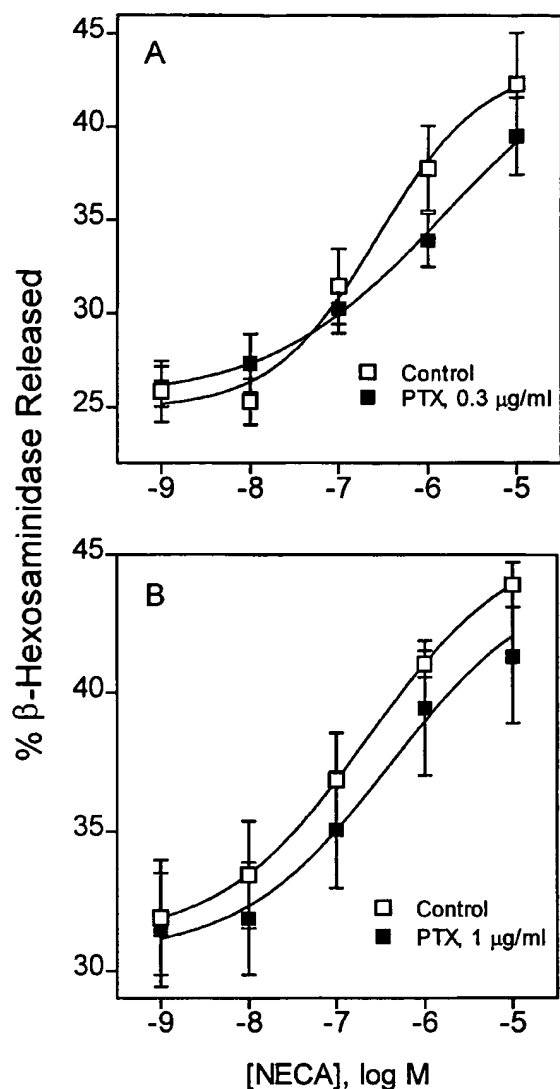 % β-Hexosaminidase Released
A
45
40
35
30
25
Control
PTX, 0.3 μg/ml
-9 -8 -7 -6 -5
B
45
40
35
30
Control
PTX, 1 μg/ml
-9 -8 -7 -6 -5
[NECA], log M